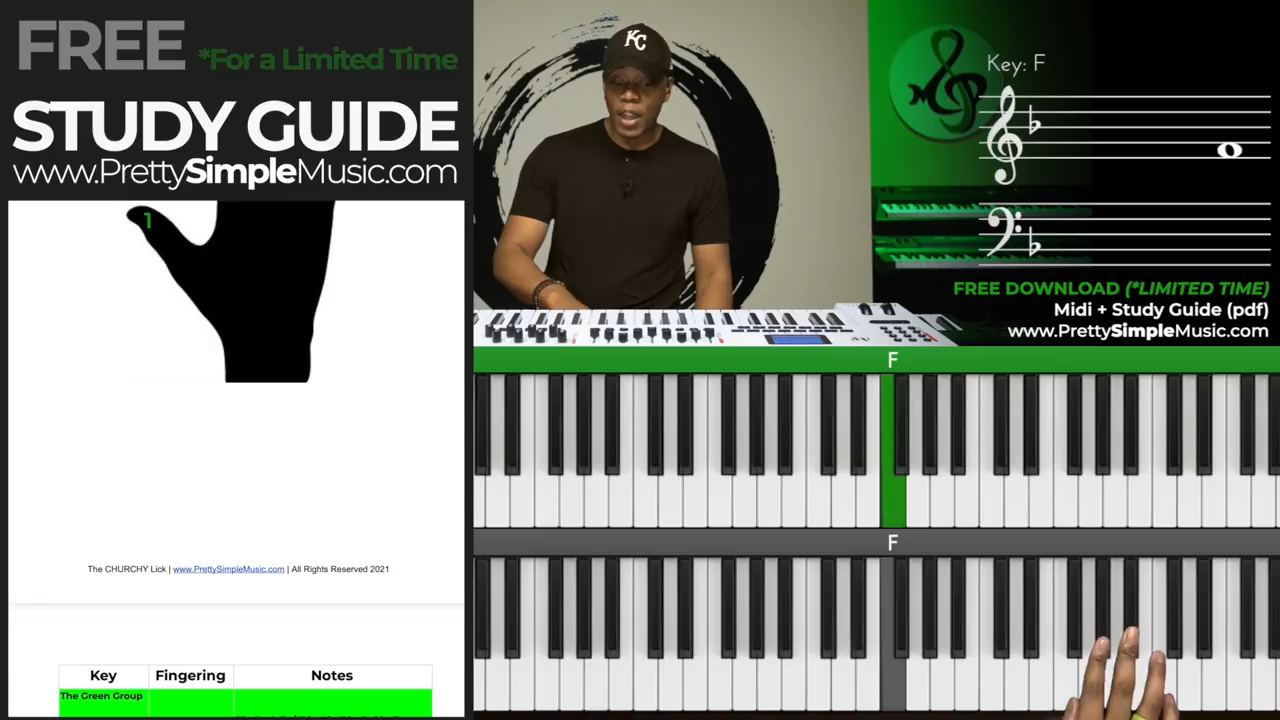 FREE *For a Limited Time
STUDY GUIDE
www.PrettySimpleMusic.com
1
The CHURCHY Lick | www.PrettySimpleMusic.com | All Rights Reserved 2021
Key Fingering Notes
The Green Group
KC
Key: F
FREE DOWNLOAD (*LIMITED TIME)
Midi + Study Guide (pdf)
www.PrettySimpleMusic.com
F
F